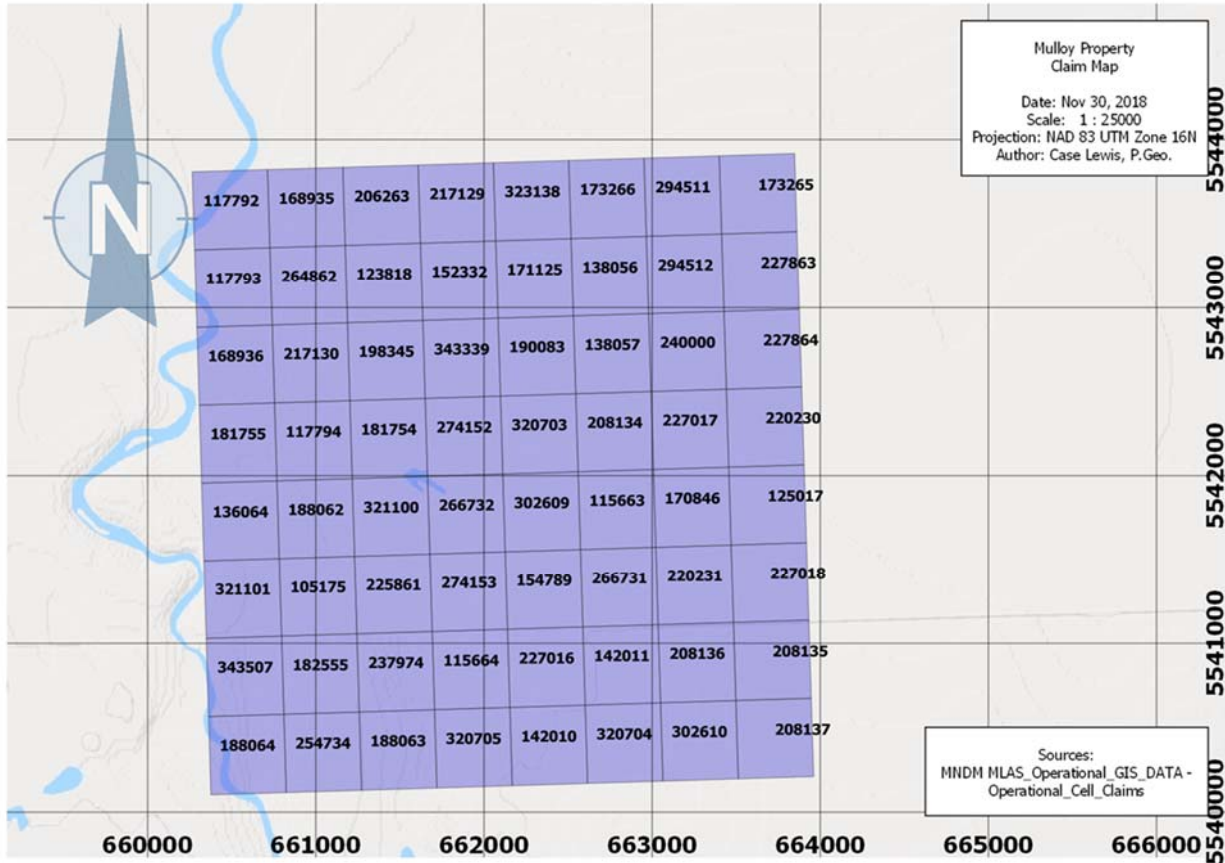 Mulloy Property
Claim Map
Date: Nov 30, 2018
Scale: 1 : 25000
Projection: NAD 83 UTM Zone 16N
Author: Case Lewis, P.Geo.
N
117792 168935 206263 217129 323138 173266 294511 173265
117793 264862 123818 152332 171125 138056 294512 227863
168936 217130 198345 343339 190083 138057 240000 227864
181755 117794 181754 274152 320703 208134 227017 220230
136064 188062 321100 266732 302609 115663 170846 125017
321101 105175 225861 274153 154789 266731 220231 227018
343507 182555 237974 115664 227016 142011 208136 208135
188064 254734 188063 320705 142010 320704 302610 208137
5544000
5543000
5542000
5541000
5540000
Sources:
MNDM MLAS_Operational_GIS_DATA -
Operational_Cell_Claims
660000 661000 662000 663000 664000 665000 666000